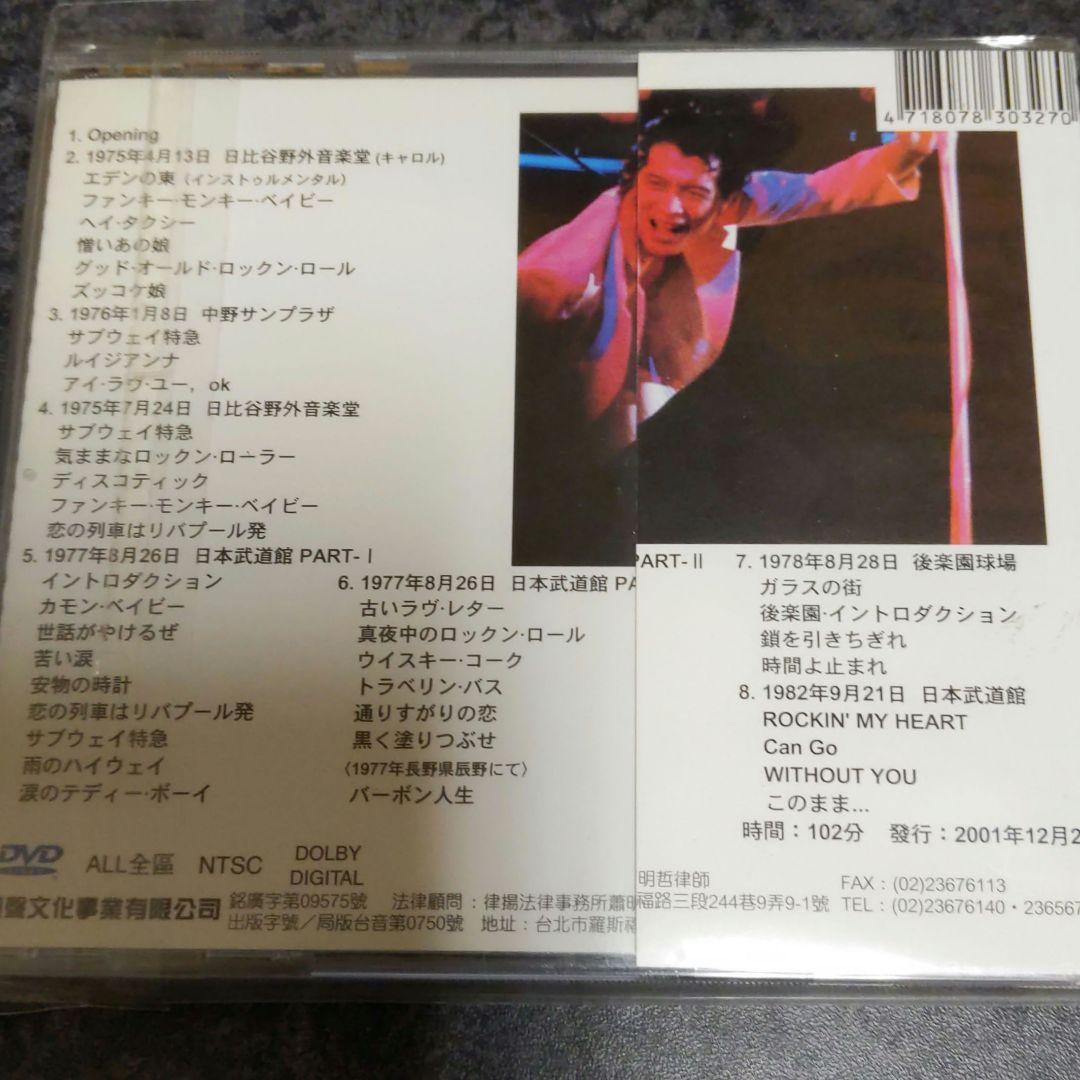 4 718078 303270
1. Opening
2. 1975年4月13日 日比谷野外音楽堂 (キャロル)
エデンの東 (インストゥルメンタル)
ファンキー・モンキー・ベイビー
ヘイ・タクシー
憎いあの娘
グッド・オールド・ロックン・ロール
ズッコケ娘
3. 1976年1月8日 中野サンプラザ
サブウェイ特急
ルイジアンナ
アイ・ラヴ・ユー, ok
4. 1975年7月24日 日比谷野外音楽堂
サブウェイ特急
気ままなロックン・ローラー
ディスコティック
ファンキー・モンキー・ベイビー
恋の列車はリバプール発
5. 1977年8月26日 日本武道館 PART-Ⅰ
イントロダクション
カモン・ベイビー
世話がやけるぜ
苦い涙
安物の時計
恋の列車はリバプール発
サブウェイ特急
雨のハイウェイ
涙のテディー・ボーイ
6. 1977年8月26日 日本武道館 PART-Ⅱ
古いラヴ・レター
真夜中のロックン・ロール
ウイスキー・コーク
トラベリン・バス
通りすがりの恋
黒く塗りつぶせ
(1977年長野県辰野にて)
バーボン人生
7. 1978年8月28日 後楽園球場
ガラスの街
後楽園・イントロダクション
鎖を引きちぎれ
時間よ止まれ
8. 1982年9月21日 日本武道館
ROCKIN' MY HEART
Can Go
WITHOUT YOU
このまま...
時間：102分 發行：2001年12月2
DVD ALL全區 NTSC DOLBY DIGITAL
聲文化事業有限公司
銘廣字第09575號 法律顧問：律揚法律事務所蕭明哲律師 FAX：(02)23676113
出版字號／局版台音第0750號 地址：台北市羅斯福路三段244巷9弄9-1號 TEL：(02)23676140・236567